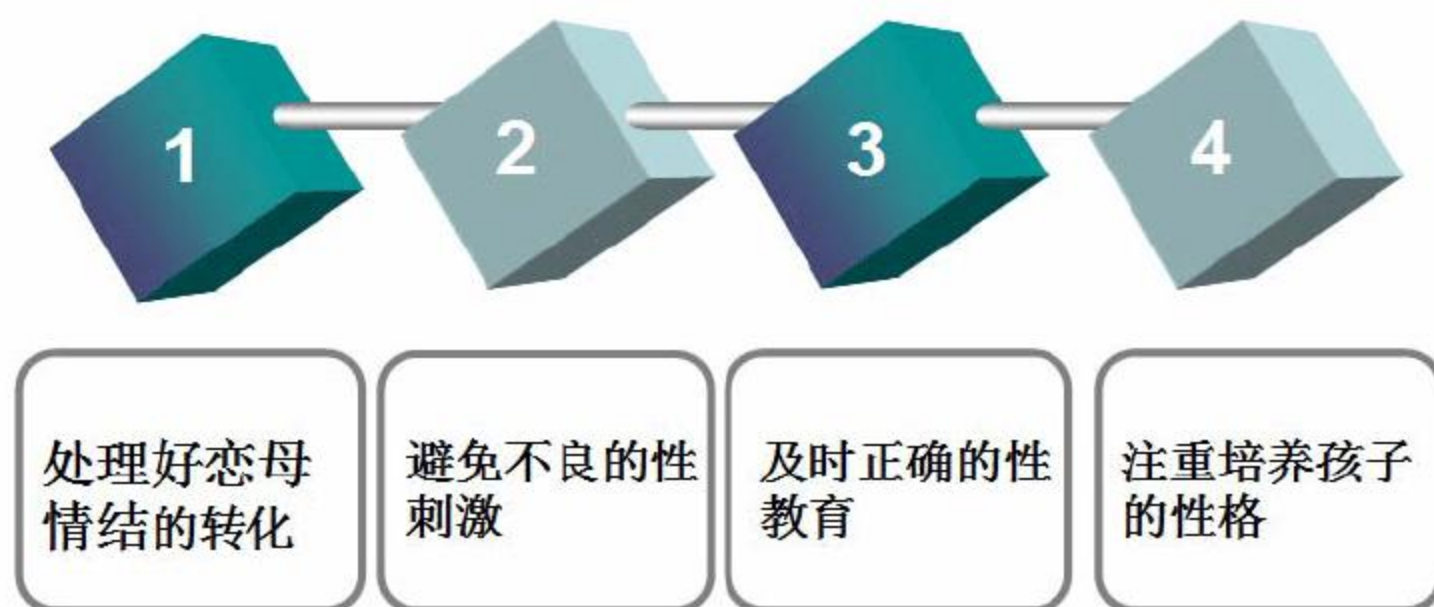 1
2
3
4
处理好恋母
情结的转化
避免不良的性
刺激
及时正确的性
教育
注重培养孩子
的性格